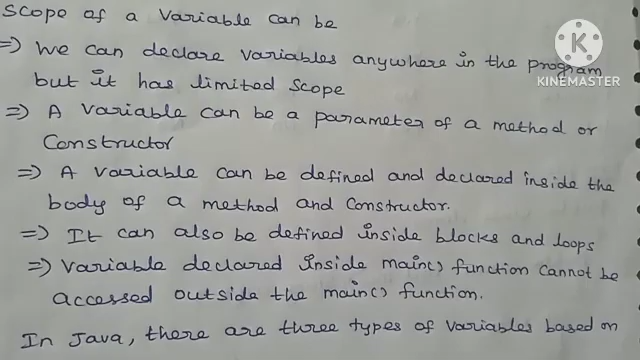 Scope of a Variable can be
=> We can declare variables anywhere in the program
but it has limited scope
=> A variable can be a parameter of a method or
Constructor
=> A variable can be defined and declared inside the
body of a method and Constructor.
=> It can also be defined inside blocks and loops
=> Variable declared inside main() function cannot be
accessed outside the main() function.
In Java, there are three types of variables based on
K
KINEMASTER